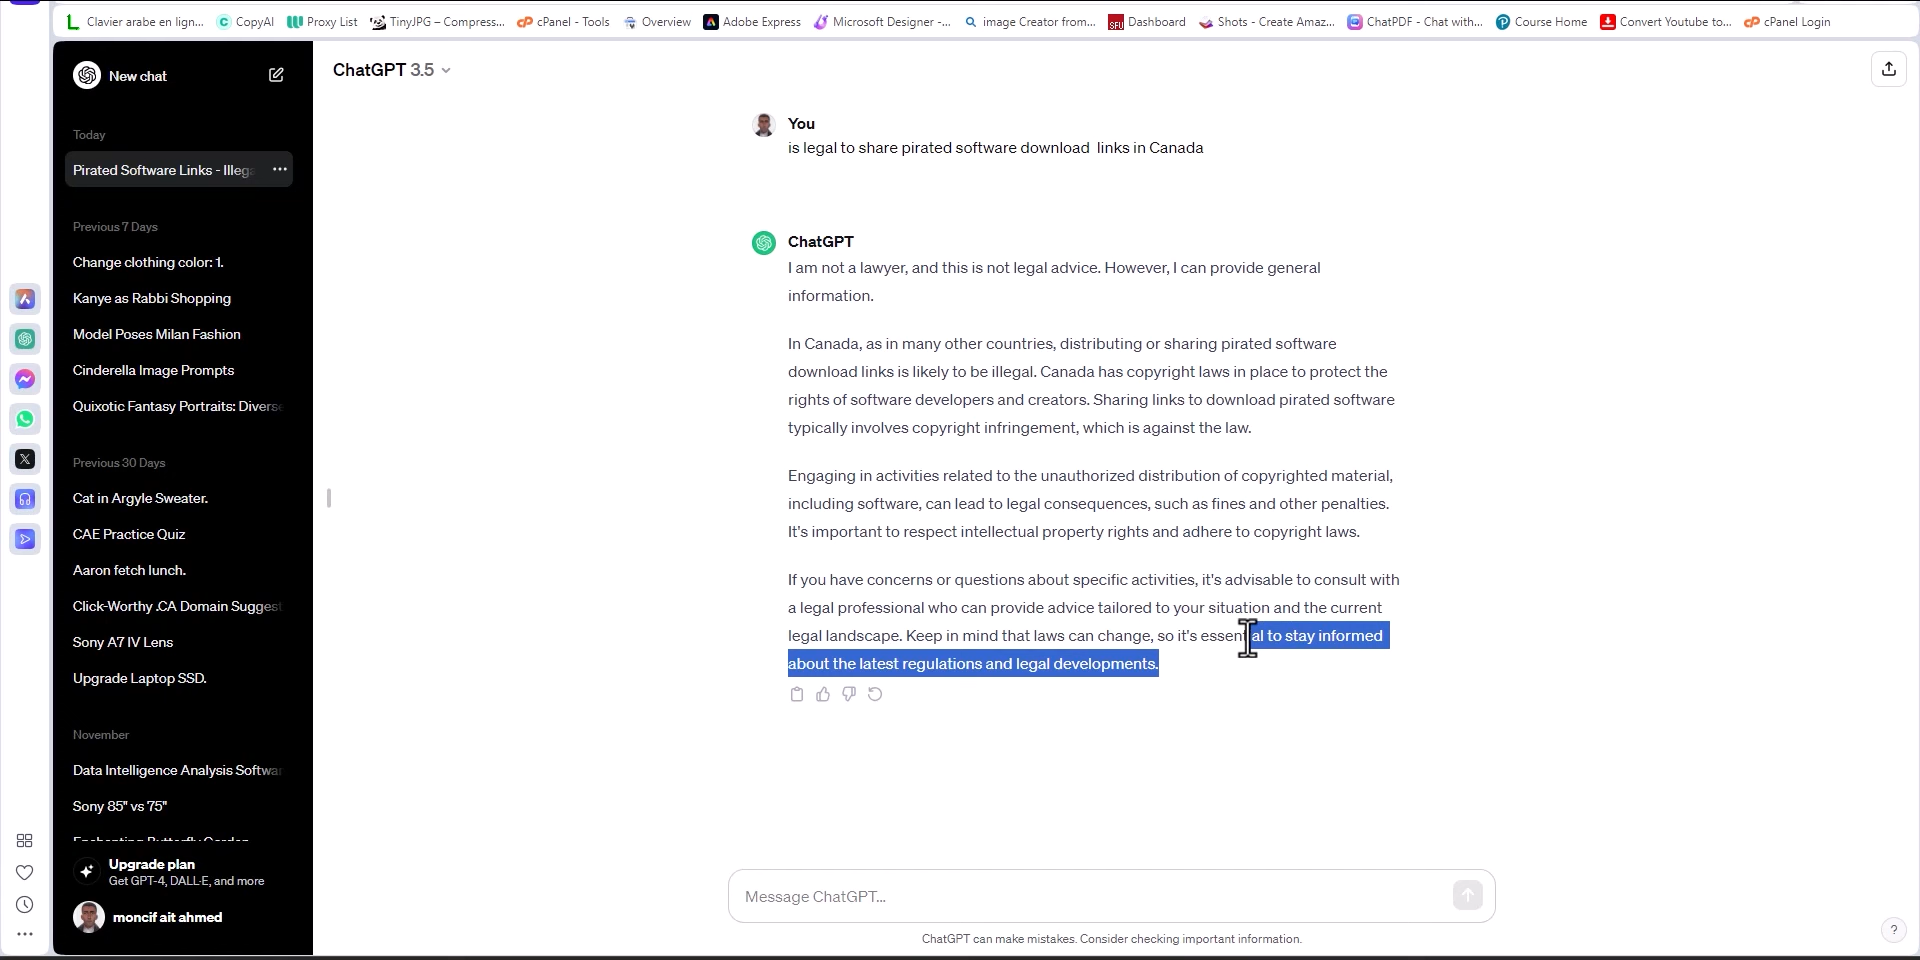 Clavier arabe en lign...
CopyAI
Proxy List
TinyJPG – Compress...
cPanel - Tools
Overview
Adobe Express
Microsoft Designer -...
image Creator from...
Dashboard
Shots - Create Amaz...
ChatPDF - Chat with...
Course Home
Convert Youtube to...
cPanel Login
New chat
Today
Pirated Software Links - Illega
Previous 7 Days
Change clothing color: 1.
Kanye as Rabbi Shopping
Model Poses Milan Fashion
Cinderella Image Prompts
Quixotic Fantasy Portraits: Diverse
Previous 30 Days
Cat in Argyle Sweater.
CAE Practice Quiz
Aaron fetch lunch.
Click-Worthy .CA Domain Suggest
Sony A7 IV Lens
Upgrade Laptop SSD.
November
Data Intelligence Analysis Softwar
Sony 85" vs 75"
Enchanting Butterfly Garden
Upgrade plan
Get GPT-4, DALL·E, and more
moncif ait ahmed
ChatGPT 3.5
You
is legal to share pirated software download  links in Canada
ChatGPT
I am not a lawyer, and this is not legal advice. However, I can provide general
information.
In Canada, as in many other countries, distributing or sharing pirated software
download links is likely to be illegal. Canada has copyright laws in place to protect the
rights of software developers and creators. Sharing links to download pirated software
typically involves copyright infringement, which is against the law.
Engaging in activities related to the unauthorized distribution of copyrighted material,
including software, can lead to legal consequences, such as fines and other penalties.
It's important to respect intellectual property rights and adhere to copyright laws.
If you have concerns or questions about specific activities, it's advisable to consult with
a legal professional who can provide advice tailored to your situation and the current
legal landscape. Keep in mind that laws can change, so it's essential to stay informed
about the latest regulations and legal developments.
Message ChatGPT...
ChatGPT can make mistakes. Consider checking important information.
?